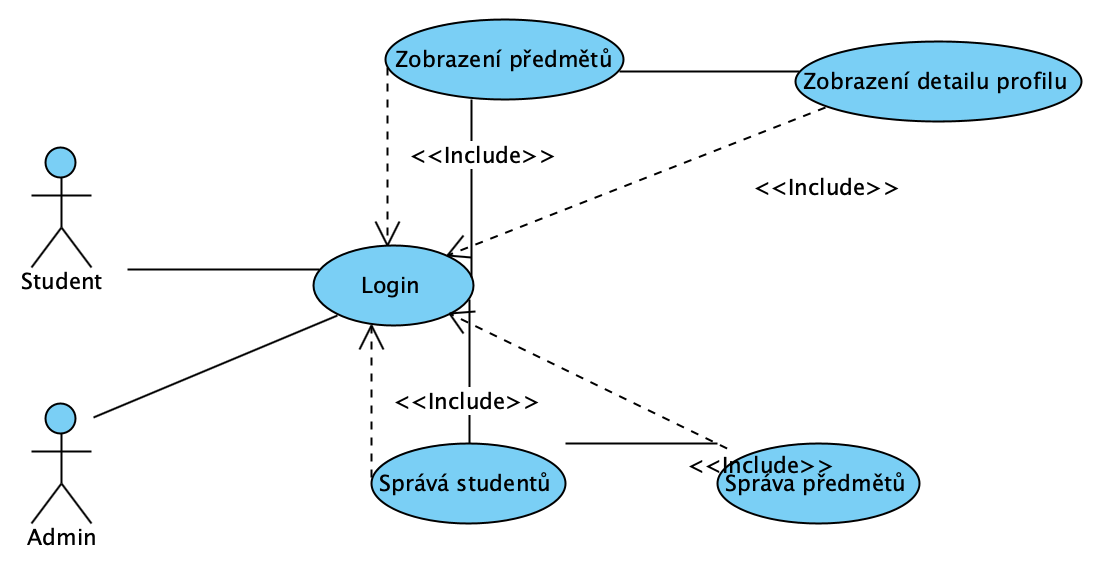 Zobrazení předmětů
Zobrazení detailu profilu
<<Include>>
<<Include>>
Student
Login
<<Include>>
<<Include>>
Správá studentů
Správa předmětů
Admin